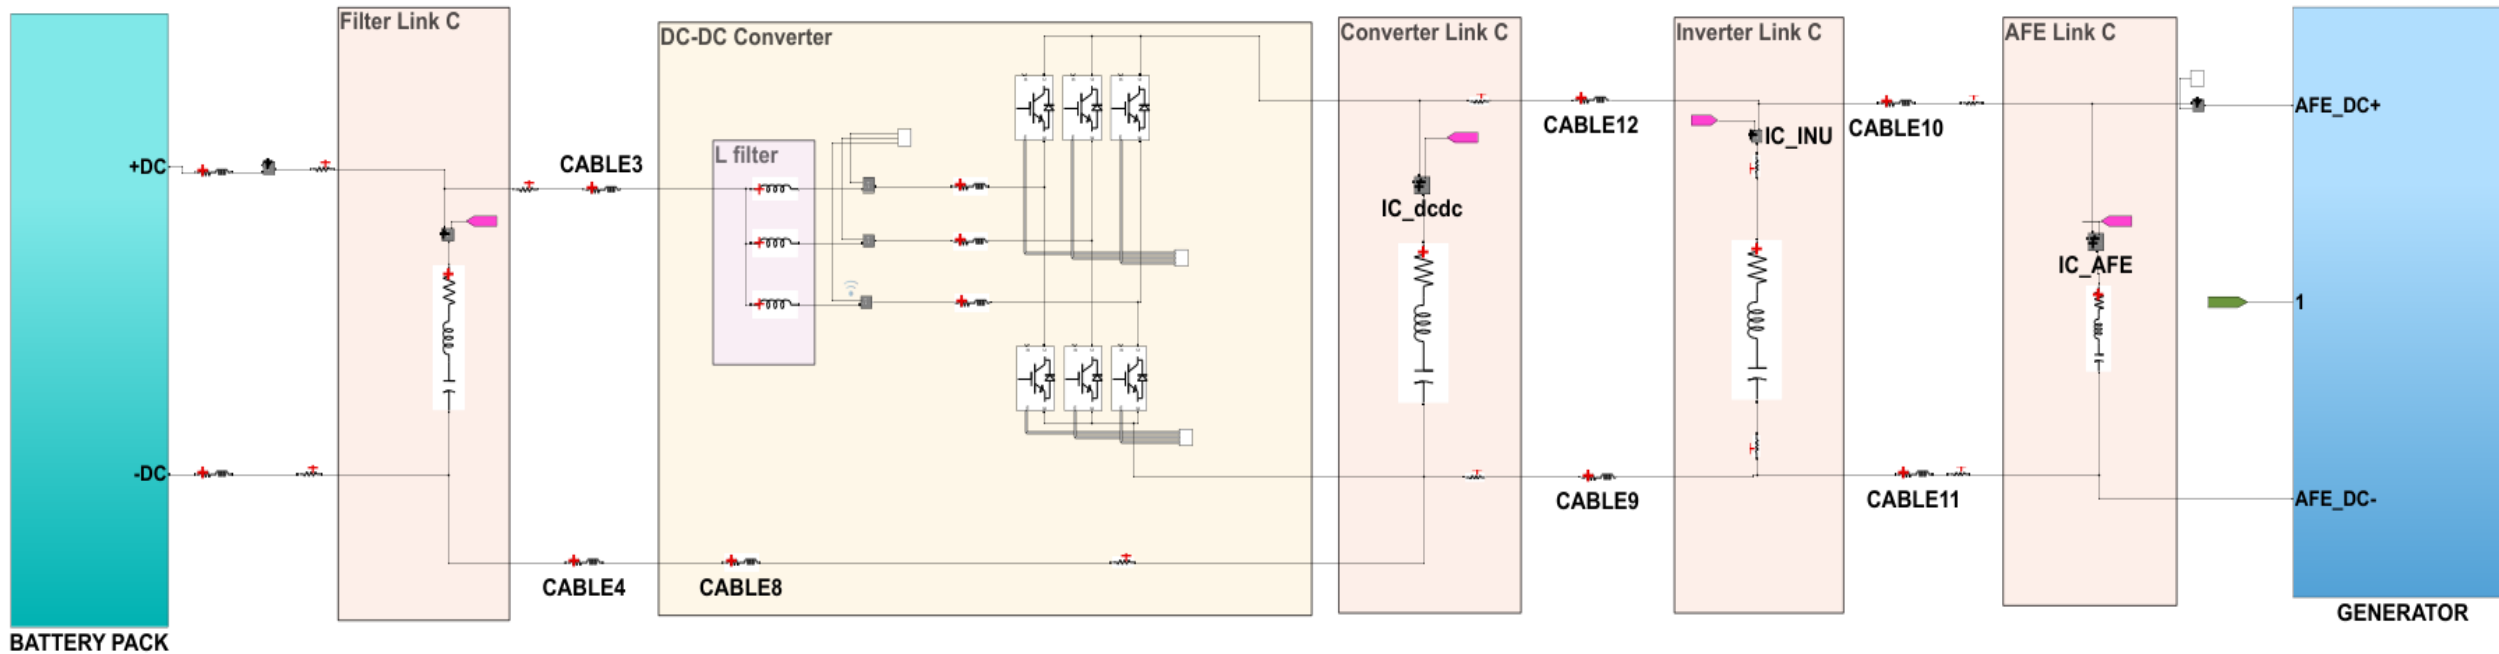 Filter Link C
DC-DC Converter
Converter Link C
Inverter Link C
AFE Link C
+DC
CABLE3
L filter
IC_dcdc
CABLE12
IC_INU
CABLE10
AFE_DC+
IC_AFE
1
-DC
CABLE9
CABLE11
AFE_DC-
CABLE4
CABLE8
BATTERY PACK
GENERATOR